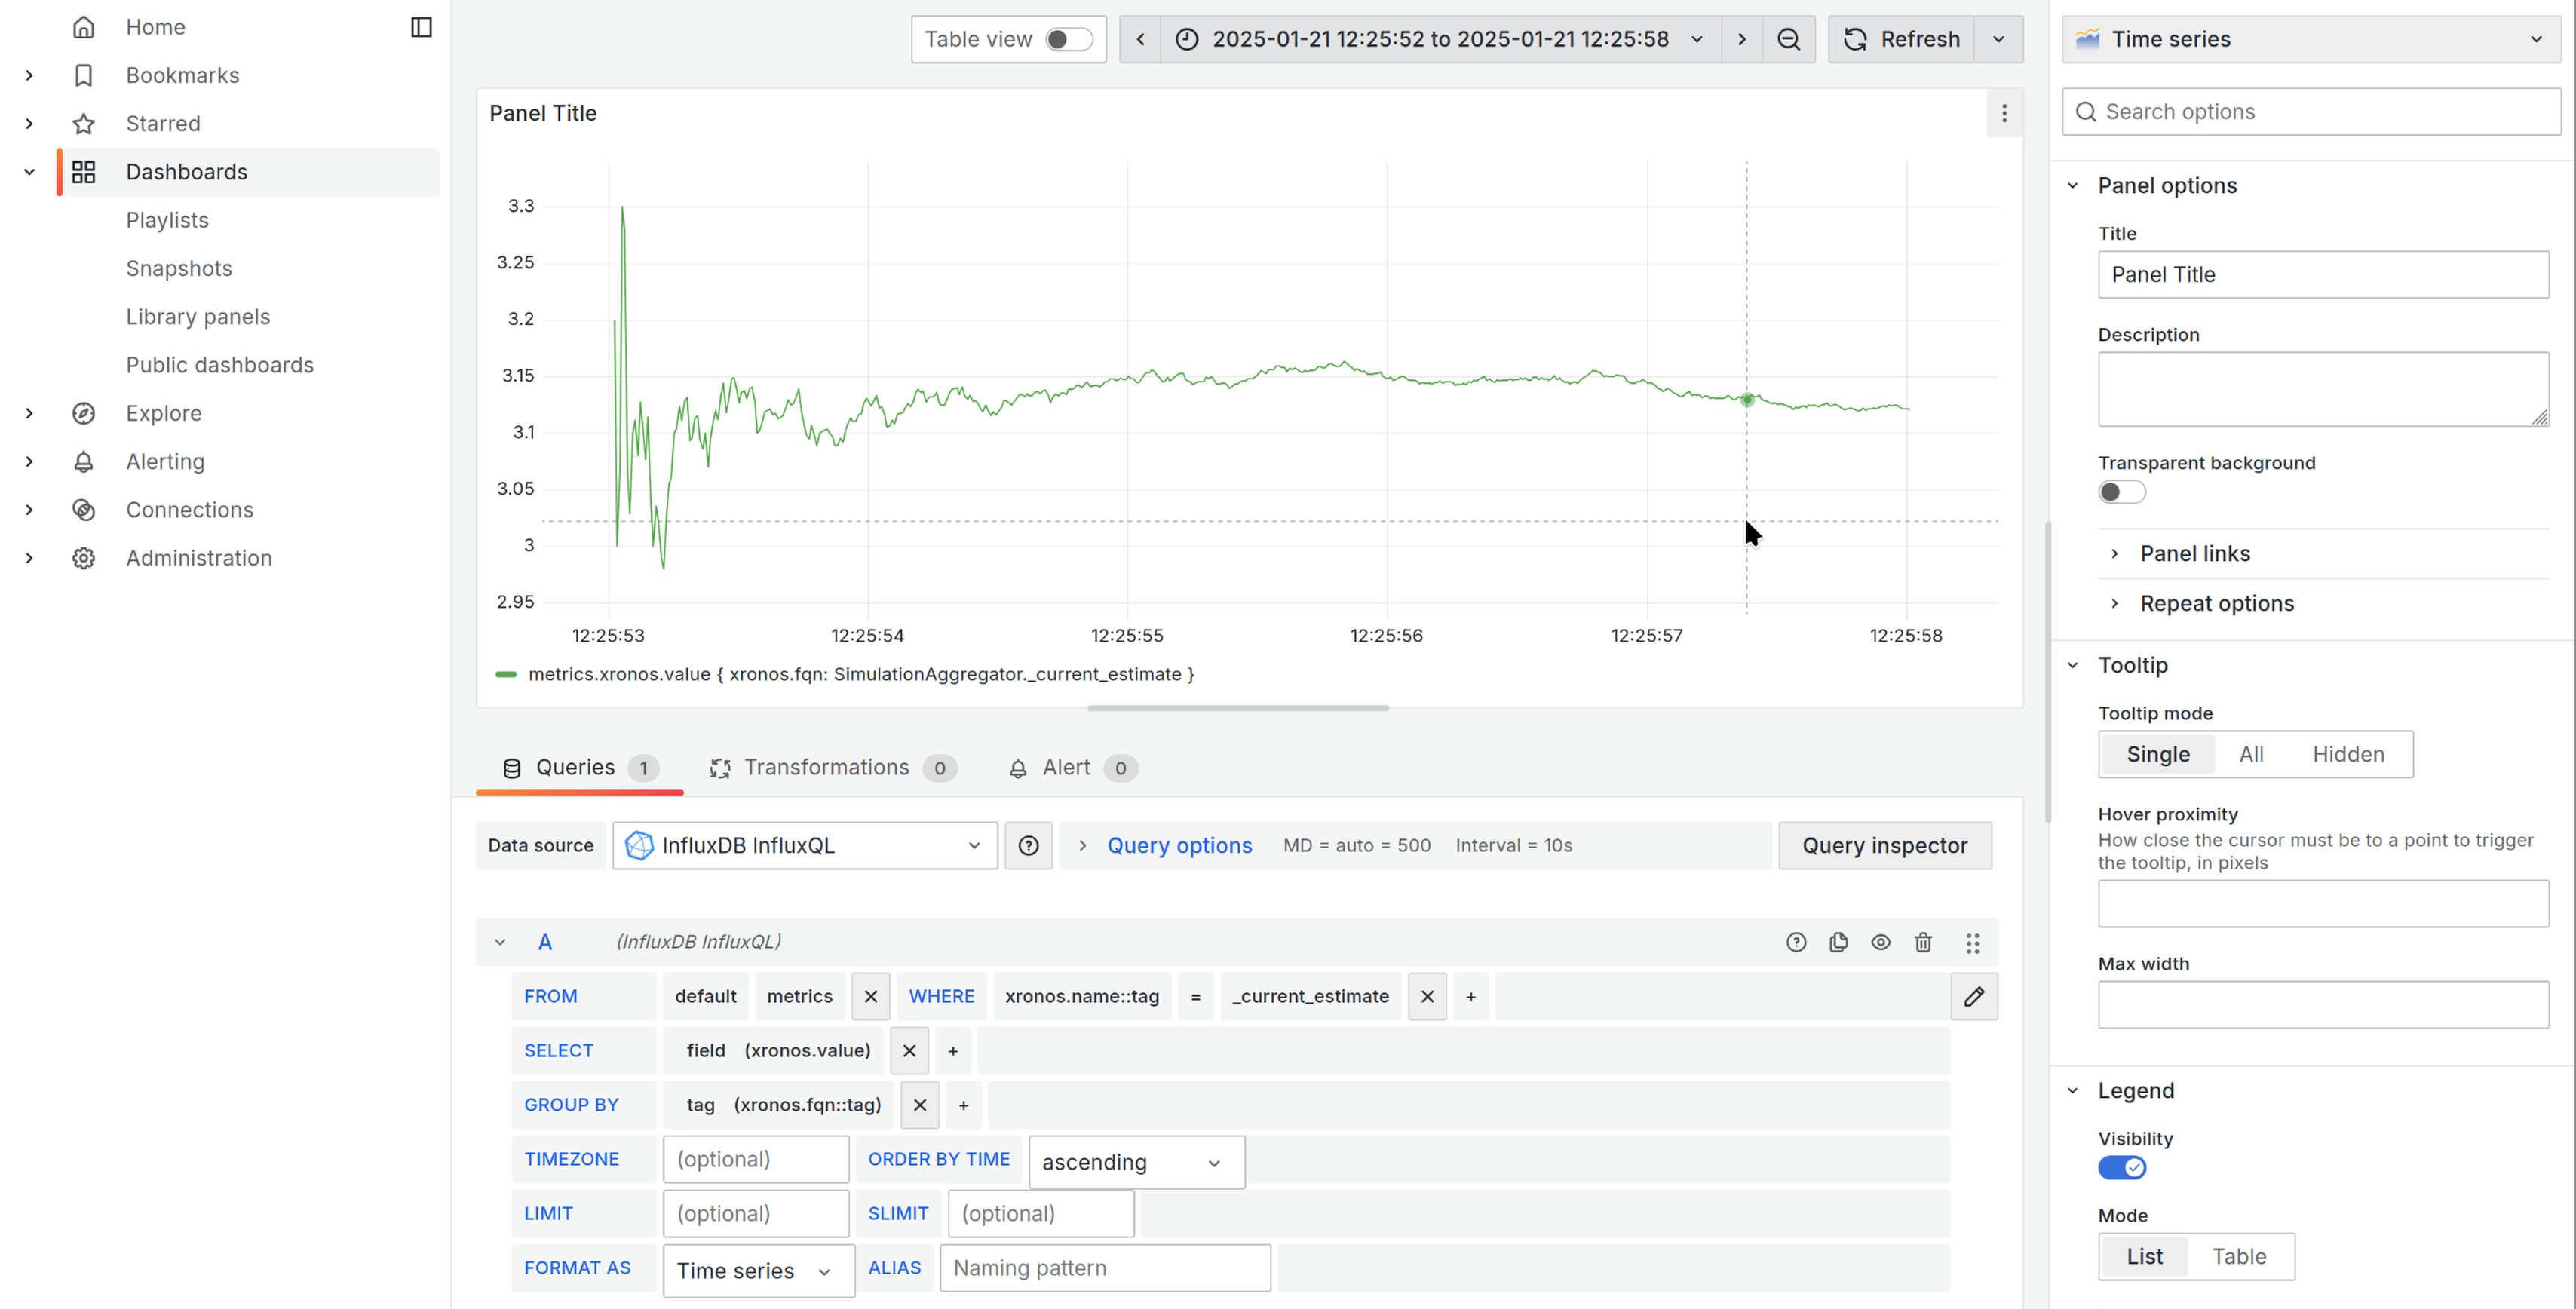 Home
Bookmarks
Starred
Dashboards
Playlists
Snapshots
Library panels
Public dashboards
Explore
Alerting
Connections
Administration
Table view
2025-01-21 12:25:52 to 2025-01-21 12:25:58
Refresh
Panel Title
3.3
3.25
3.2
3.15
3.1
3.05
3
2.95
12:25:53 12:25:54 12:25:55 12:25:56 12:25:57 12:25:58
metrics.xronos.value { xronos.fqn: SimulationAggregator._current_estimate }
Queries 1 Transformations 0 Alert 0
Data source InfluxDB InfluxQL Query options MD = auto = 500 Interval = 10s Query inspector
A (InfluxDB InfluxQL)
FROM default metrics WHERE xronos.name::tag = _current_estimate +
SELECT field (xronos.value) +
GROUP BY tag (xronos.fqn::tag) +
TIMEZONE (optional) ORDER BY TIME ascending
LIMIT (optional) SLIMIT (optional)
FORMAT AS Time series ALIAS Naming pattern
Time series
Search options
Panel options
Title
Panel Title
Description
Transparent background
Panel links
Repeat options
Tooltip
Tooltip mode
Single All Hidden
Hover proximity
How close the cursor must be to a point to trigger
the tooltip, in pixels
Max width
Legend
Visibility
Mode
List Table